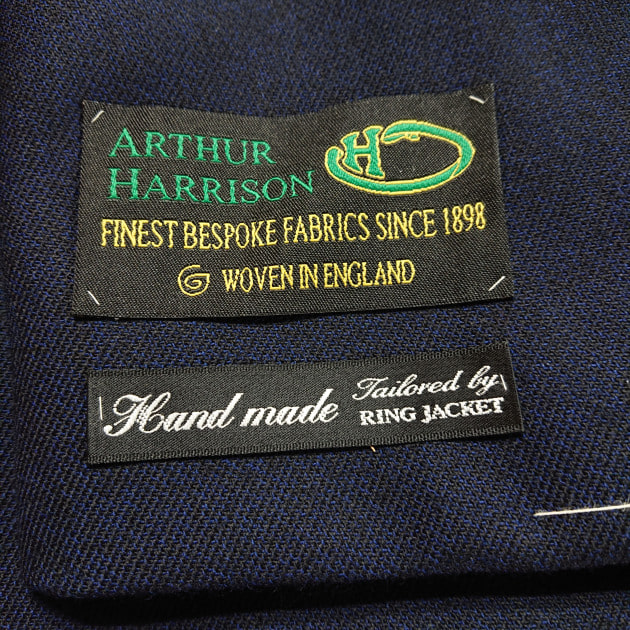 ARTHUR
HARRISON
H
FINEST BESPOKE FABRICS SINCE 1898
WOVEN IN ENGLAND
Hand made
Tailored by
RING JACKET